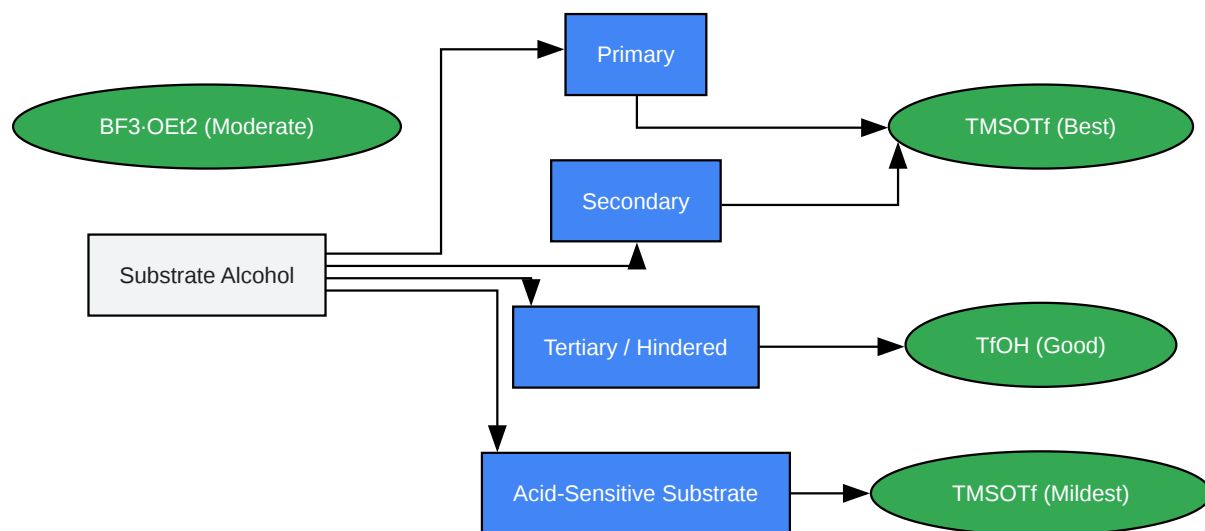 Primary
BF3·OEt2 (Moderate)
TMSOTf (Best)
Secondary
Substrate Alcohol
Tertiary / Hindered
TfOH (Good)
Acid-Sensitive Substrate
TMSOTf (Mildest)